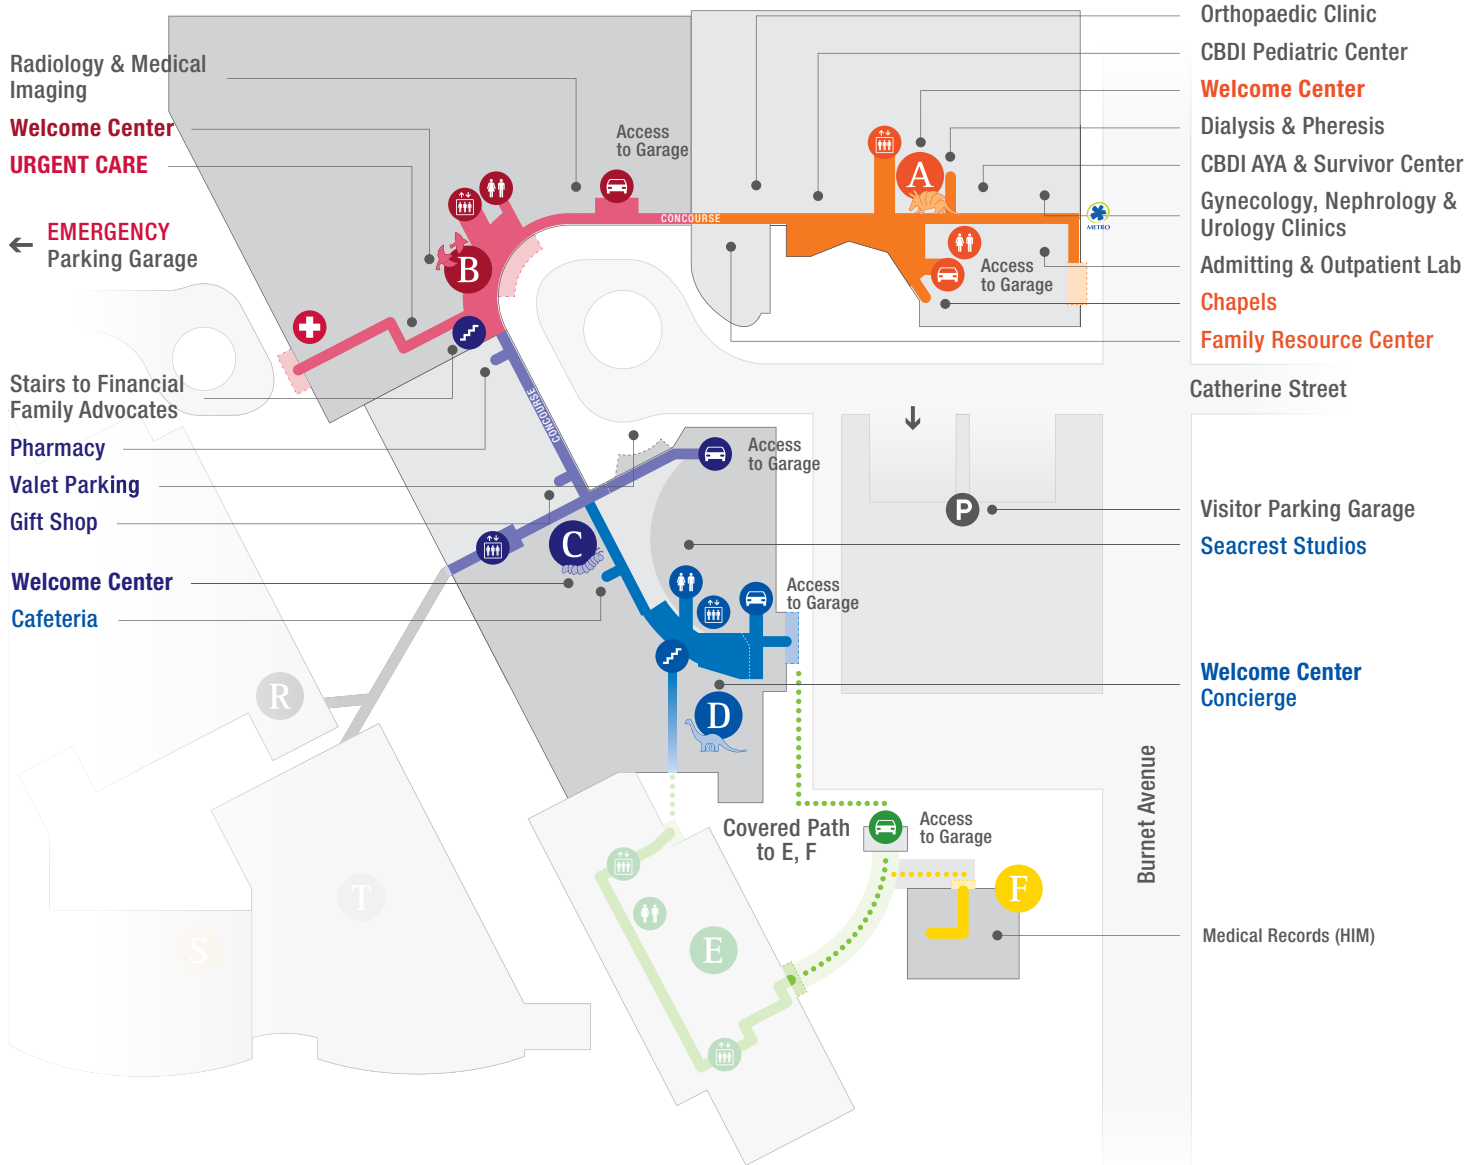 Orthopaedic Clinic
CBDI Pediatric Center
Welcome Center
Dialysis & Pheresis
CBDI AYA & Survivor Center
Gynecology, Nephrology &
Urology Clinics
Admitting & Outpatient Lab
Chapels
Family Resource Center
Catherine Street
Radiology & Medical
Imaging
Welcome Center
URGENT CARE
EMERGENCY
Parking Garage
Stairs to Financial
Family Advocates
Pharmacy
Valet Parking
Gift Shop
Welcome Center
Cafeteria
Access
to Garage
CONCOURSE
A
METRO
Access
to Garage
B
CONCOURSE
Access
to Garage
C
P
Visitor Parking Garage
Seacrest Studios
Access
to Garage
Welcome Center
Concierge
D
R
Burnet Avenue
Covered Path
to E, F
Access
to Garage
F
T
S
E
Medical Records (HIM)